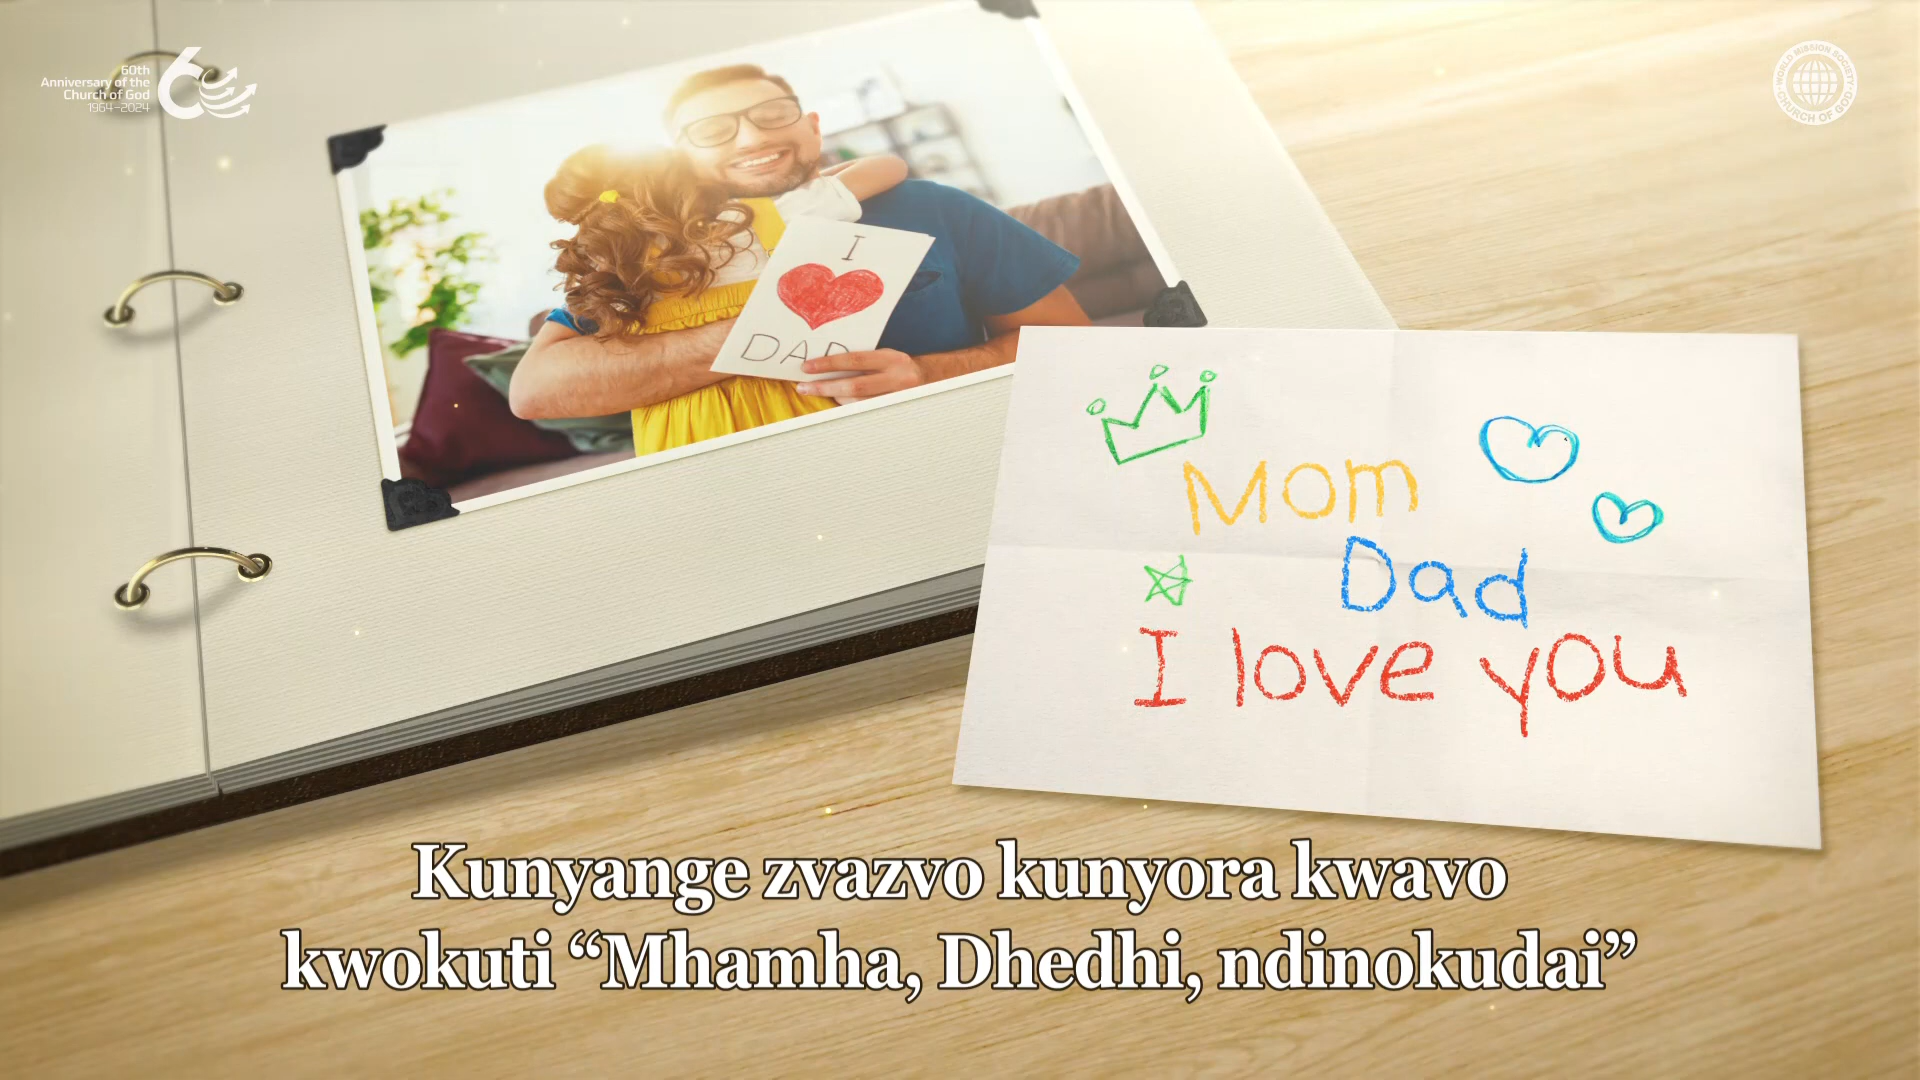 60th
Anniversary of the
Church of God
1964–2024
WORLD MISSION SOCIETY
CHURCH OF GOD
I
DAD
Mom
Dad
I love you
Kunyange zvazvo kunyora kwavo
kwokuti “Mhamha, Dhedhi, ndinokudai”